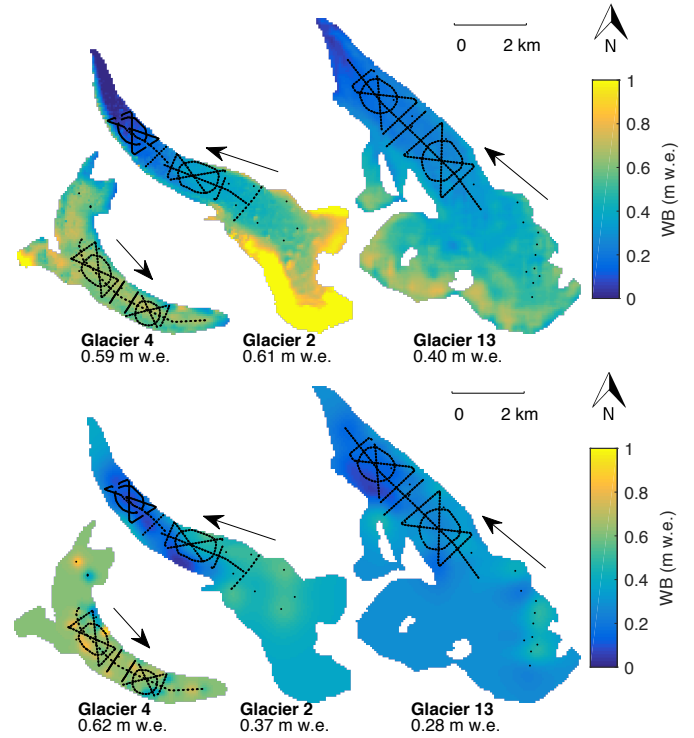 0 2 km
N
1
0.8
0.6
0.4
0.2
0
WB (m w.e.)
Glacier 4
0.59 m w.e.
Glacier 2
0.61 m w.e.
Glacier 13
0.40 m w.e.
0 2 km
N
1
0.8
0.6
0.4
0.2
0
WB (m w.e.)
Glacier 4
0.62 m w.e.
Glacier 2
0.37 m w.e.
Glacier 13
0.28 m w.e.